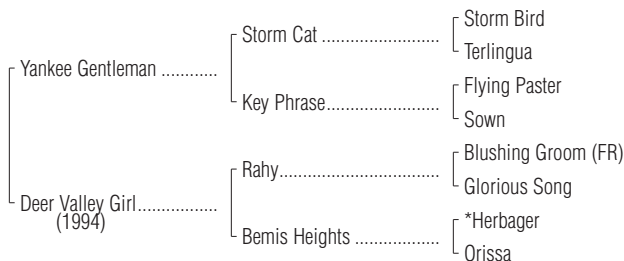 Storm Bird
Storm Cat ........................
Terlingua
Yankee Gentleman ............
Flying Paster
Key Phrase.......................
Sown
Blushing Groom (FR)
Rahy.................................
Glorious Song
Deer Valley Girl.................
(1994)
*Herbager
Bemis Heights .................
Orissa